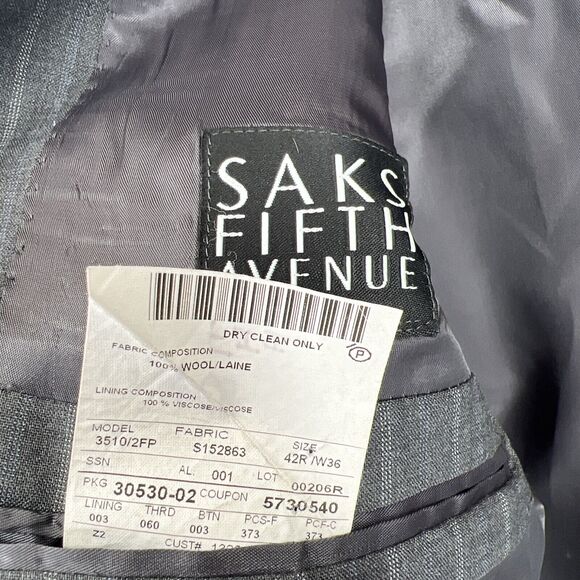 SAKS
FIFTH
AVENUE
DRY CLEAN ONLY
P
FABRIC COMPOSITION
100% WOOL/LAINE
LINING COMPOSITION
100 % VISCOSE/VISCOSE
MODEL FABRIC SIZE
3510/2FP S152863 42R /W36
SSN AL. 001 LOT 00206R
PKG 30530-02 COUPON 5730540
LINING THRD BTN PCS-F PCF-C
003 060 003 373 373
Z2 CUST#